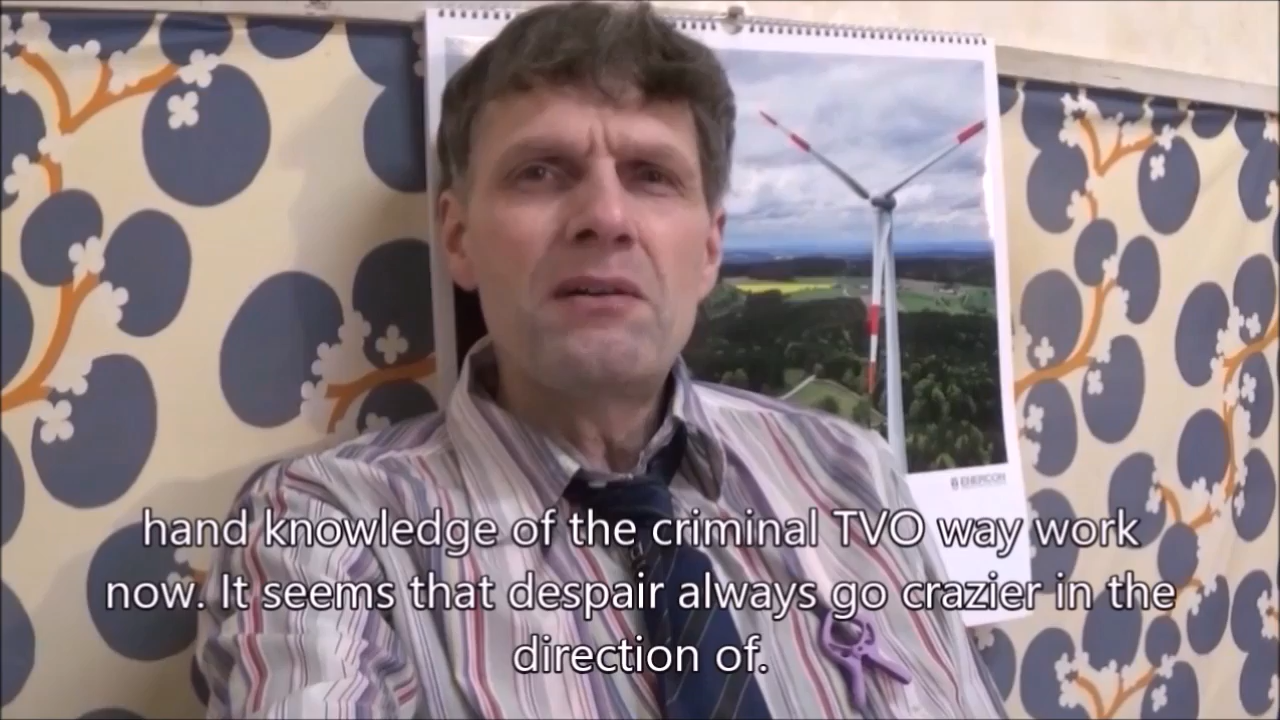 ENERCON
hand knowledge of the criminal TVO way work
now. It seems that despair always go crazier in the
direction of.